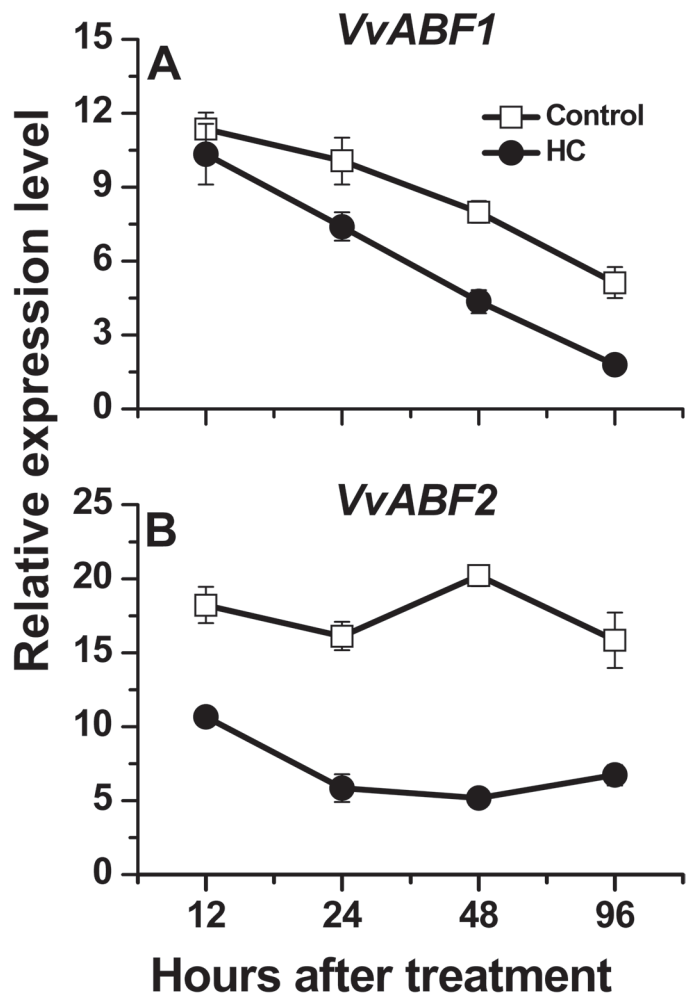 VvABF1
A
15
12
9
6
3
0
Control
HC
Relative expression level
VvABF2
B
25
20
15
10
5
0
12 24 48 96
Hours after treatment